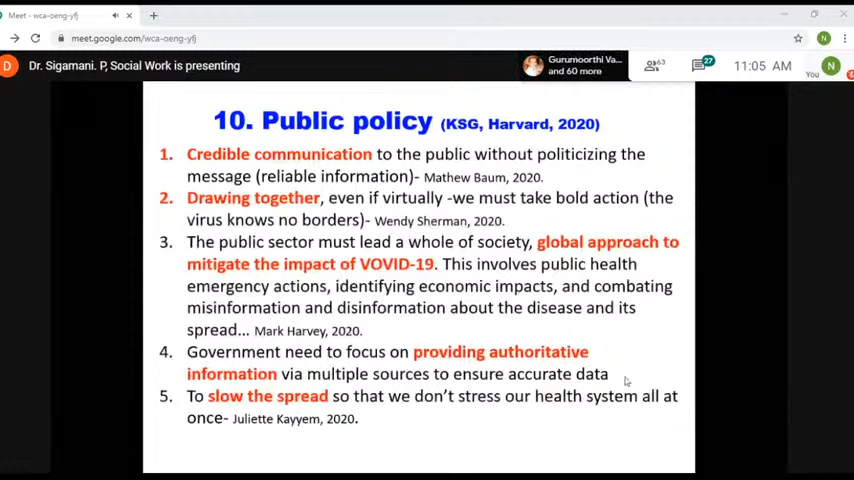 Meet - wca-oeng-yfj
meet.google.com/wca-oeng-yfj
N
D
Dr. Sigamani. P, Social Work is presenting
Gurumoorthi Va...
and 60 more
63
27
11:05 AM
You
N
10. Public policy (KSG, Harvard, 2020)
1. Credible communication to the public without politicizing the
message (reliable information)- Mathew Baum, 2020.
2. Drawing together, even if virtually -we must take bold action (the
virus knows no borders)- Wendy Sherman, 2020.
3. The public sector must lead a whole of society, global approach to
mitigate the impact of VOVID-19. This involves public health
emergency actions, identifying economic impacts, and combating
misinformation and disinformation about the disease and its
spread... Mark Harvey, 2020.
4. Government need to focus on providing authoritative
information via multiple sources to ensure accurate data
5. To slow the spread so that we don't stress our health system all at
once- Juliette Kayyem, 2020.